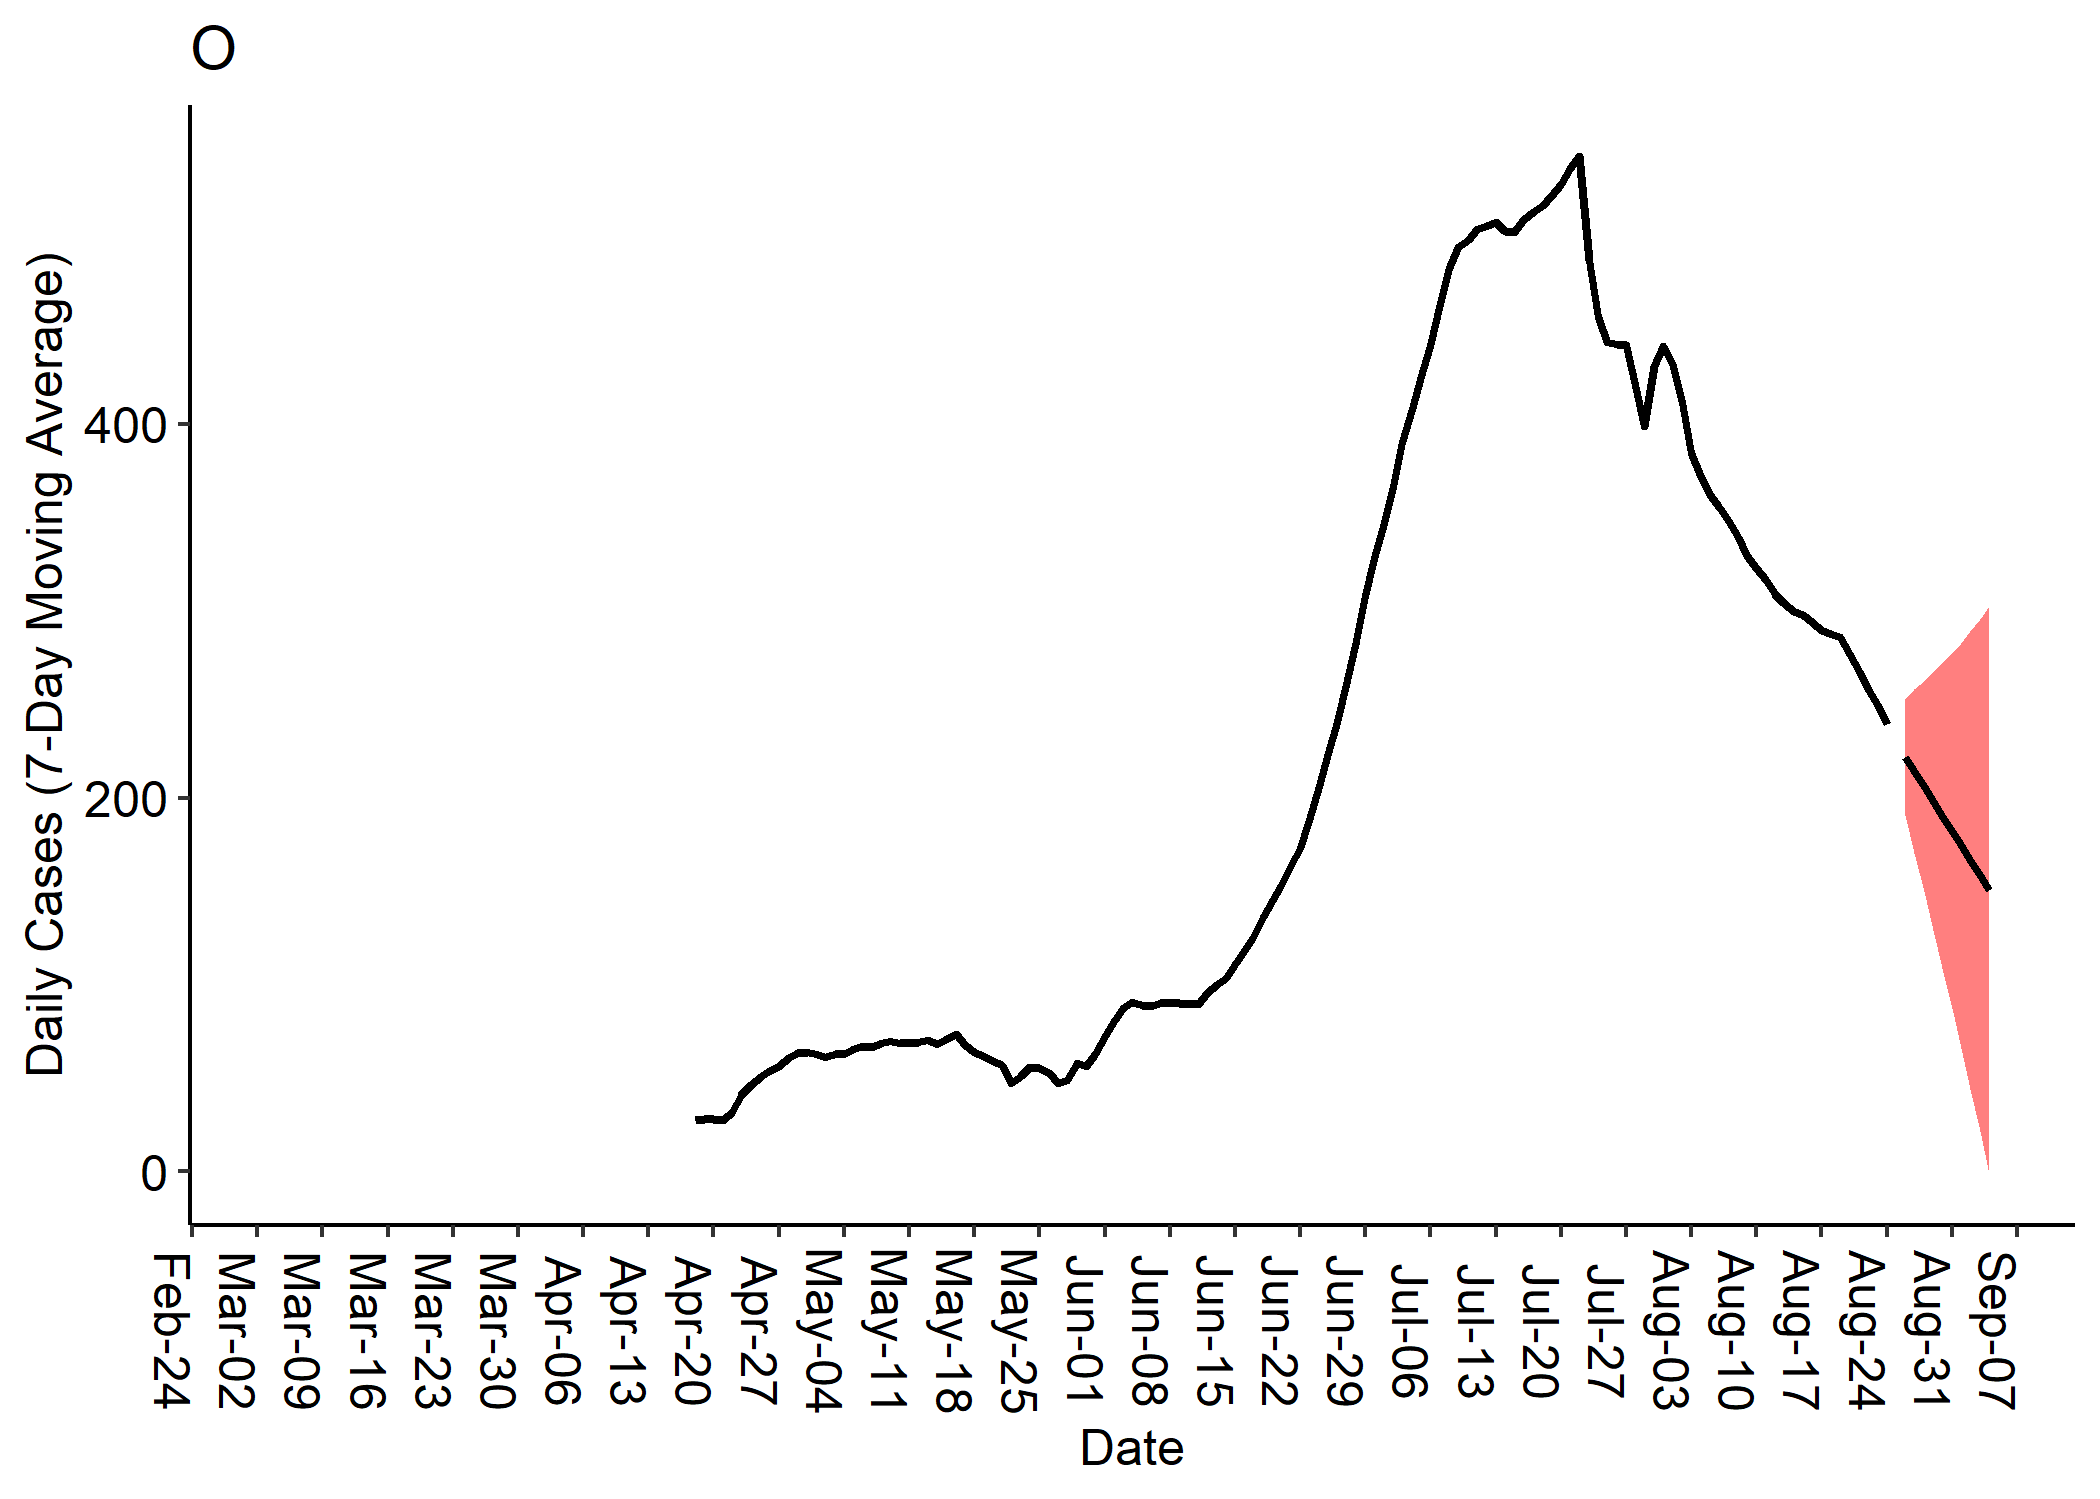 O
Daily Cases (7-Day Moving Average)
400
200
0
Feb-24
Mar-02
Mar-09
Mar-16
Mar-23
Mar-30
Apr-06
Apr-13
Apr-20
Apr-27
May-04
May-11
May-18
May-25
Jun-01
Jun-08
Jun-15
Jun-22
Jun-29
Jul-06
Jul-13
Jul-20
Jul-27
Aug-03
Aug-10
Aug-17
Aug-24
Aug-31
Sep-07
Date